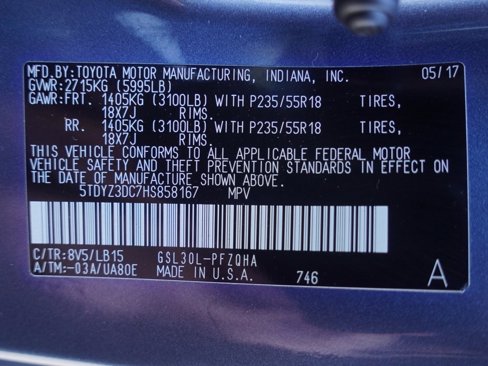 MFD.BY:TOYOTA MOTOR MANUFACTURING, INDIANA, INC. 05/17
GVWR:2715KG (5995LB)
GAWR:FRT. 1405KG (3100LB) WITH P235/55R18 TIRES,
18X7J RIMS.
RR. 1405KG (3100LB) WITH P235/55R18 TIRES,
18X7J RIMS.
THIS VEHICLE CONFORMS TO ALL APPLICABLE FEDERAL MOTOR
VEHICLE SAFETY AND THEFT PREVENTION STANDARDS IN EFFECT ON
THE DATE OF MANUFACTURE SHOWN ABOVE.
5TDYZ3DC7HS858167 MPV
C/TR:8V5/LB15 GSL30L-PFZQHA
A/TM:-03A/UA80E MADE IN U.S.A. 746 A